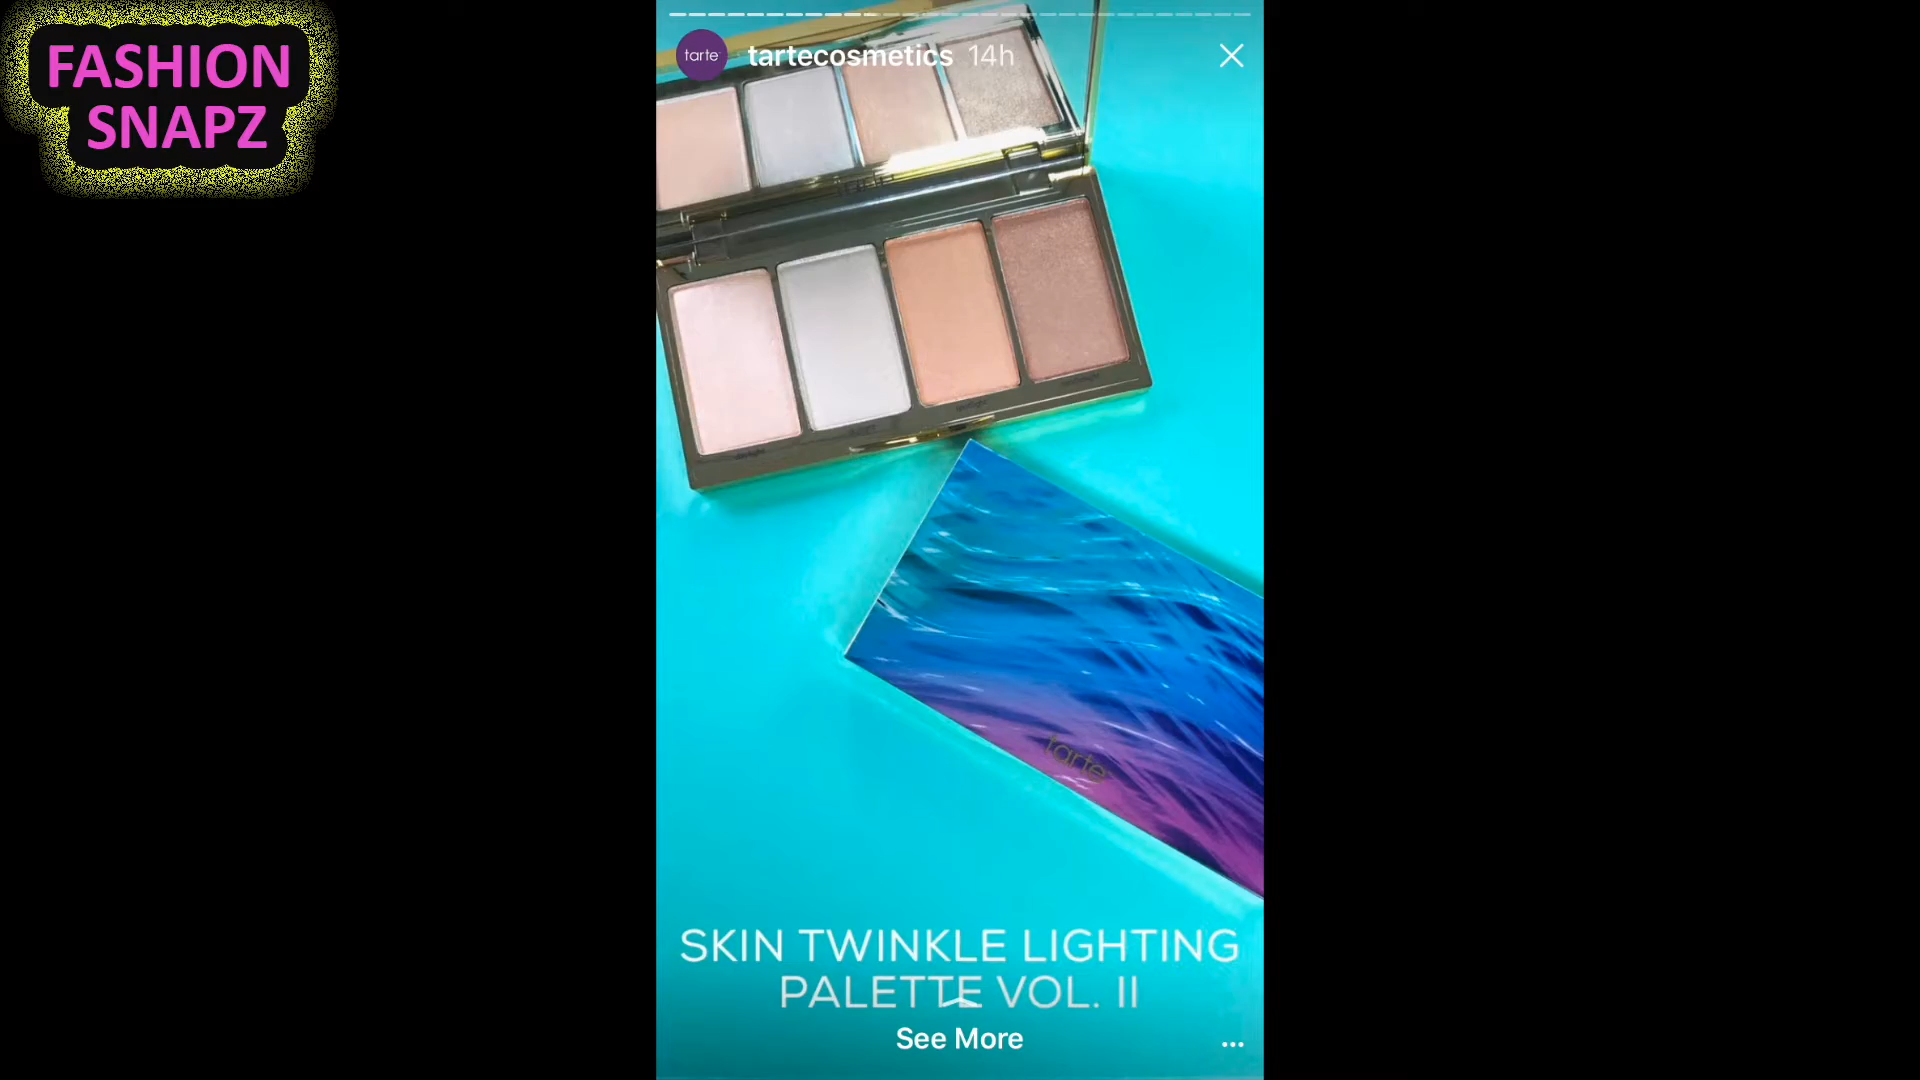 FASHION
SNAPZ
tarte
tartecosmetics 14h
tarte
SKIN TWINKLE LIGHTING
PALETTE VOL. II
See More